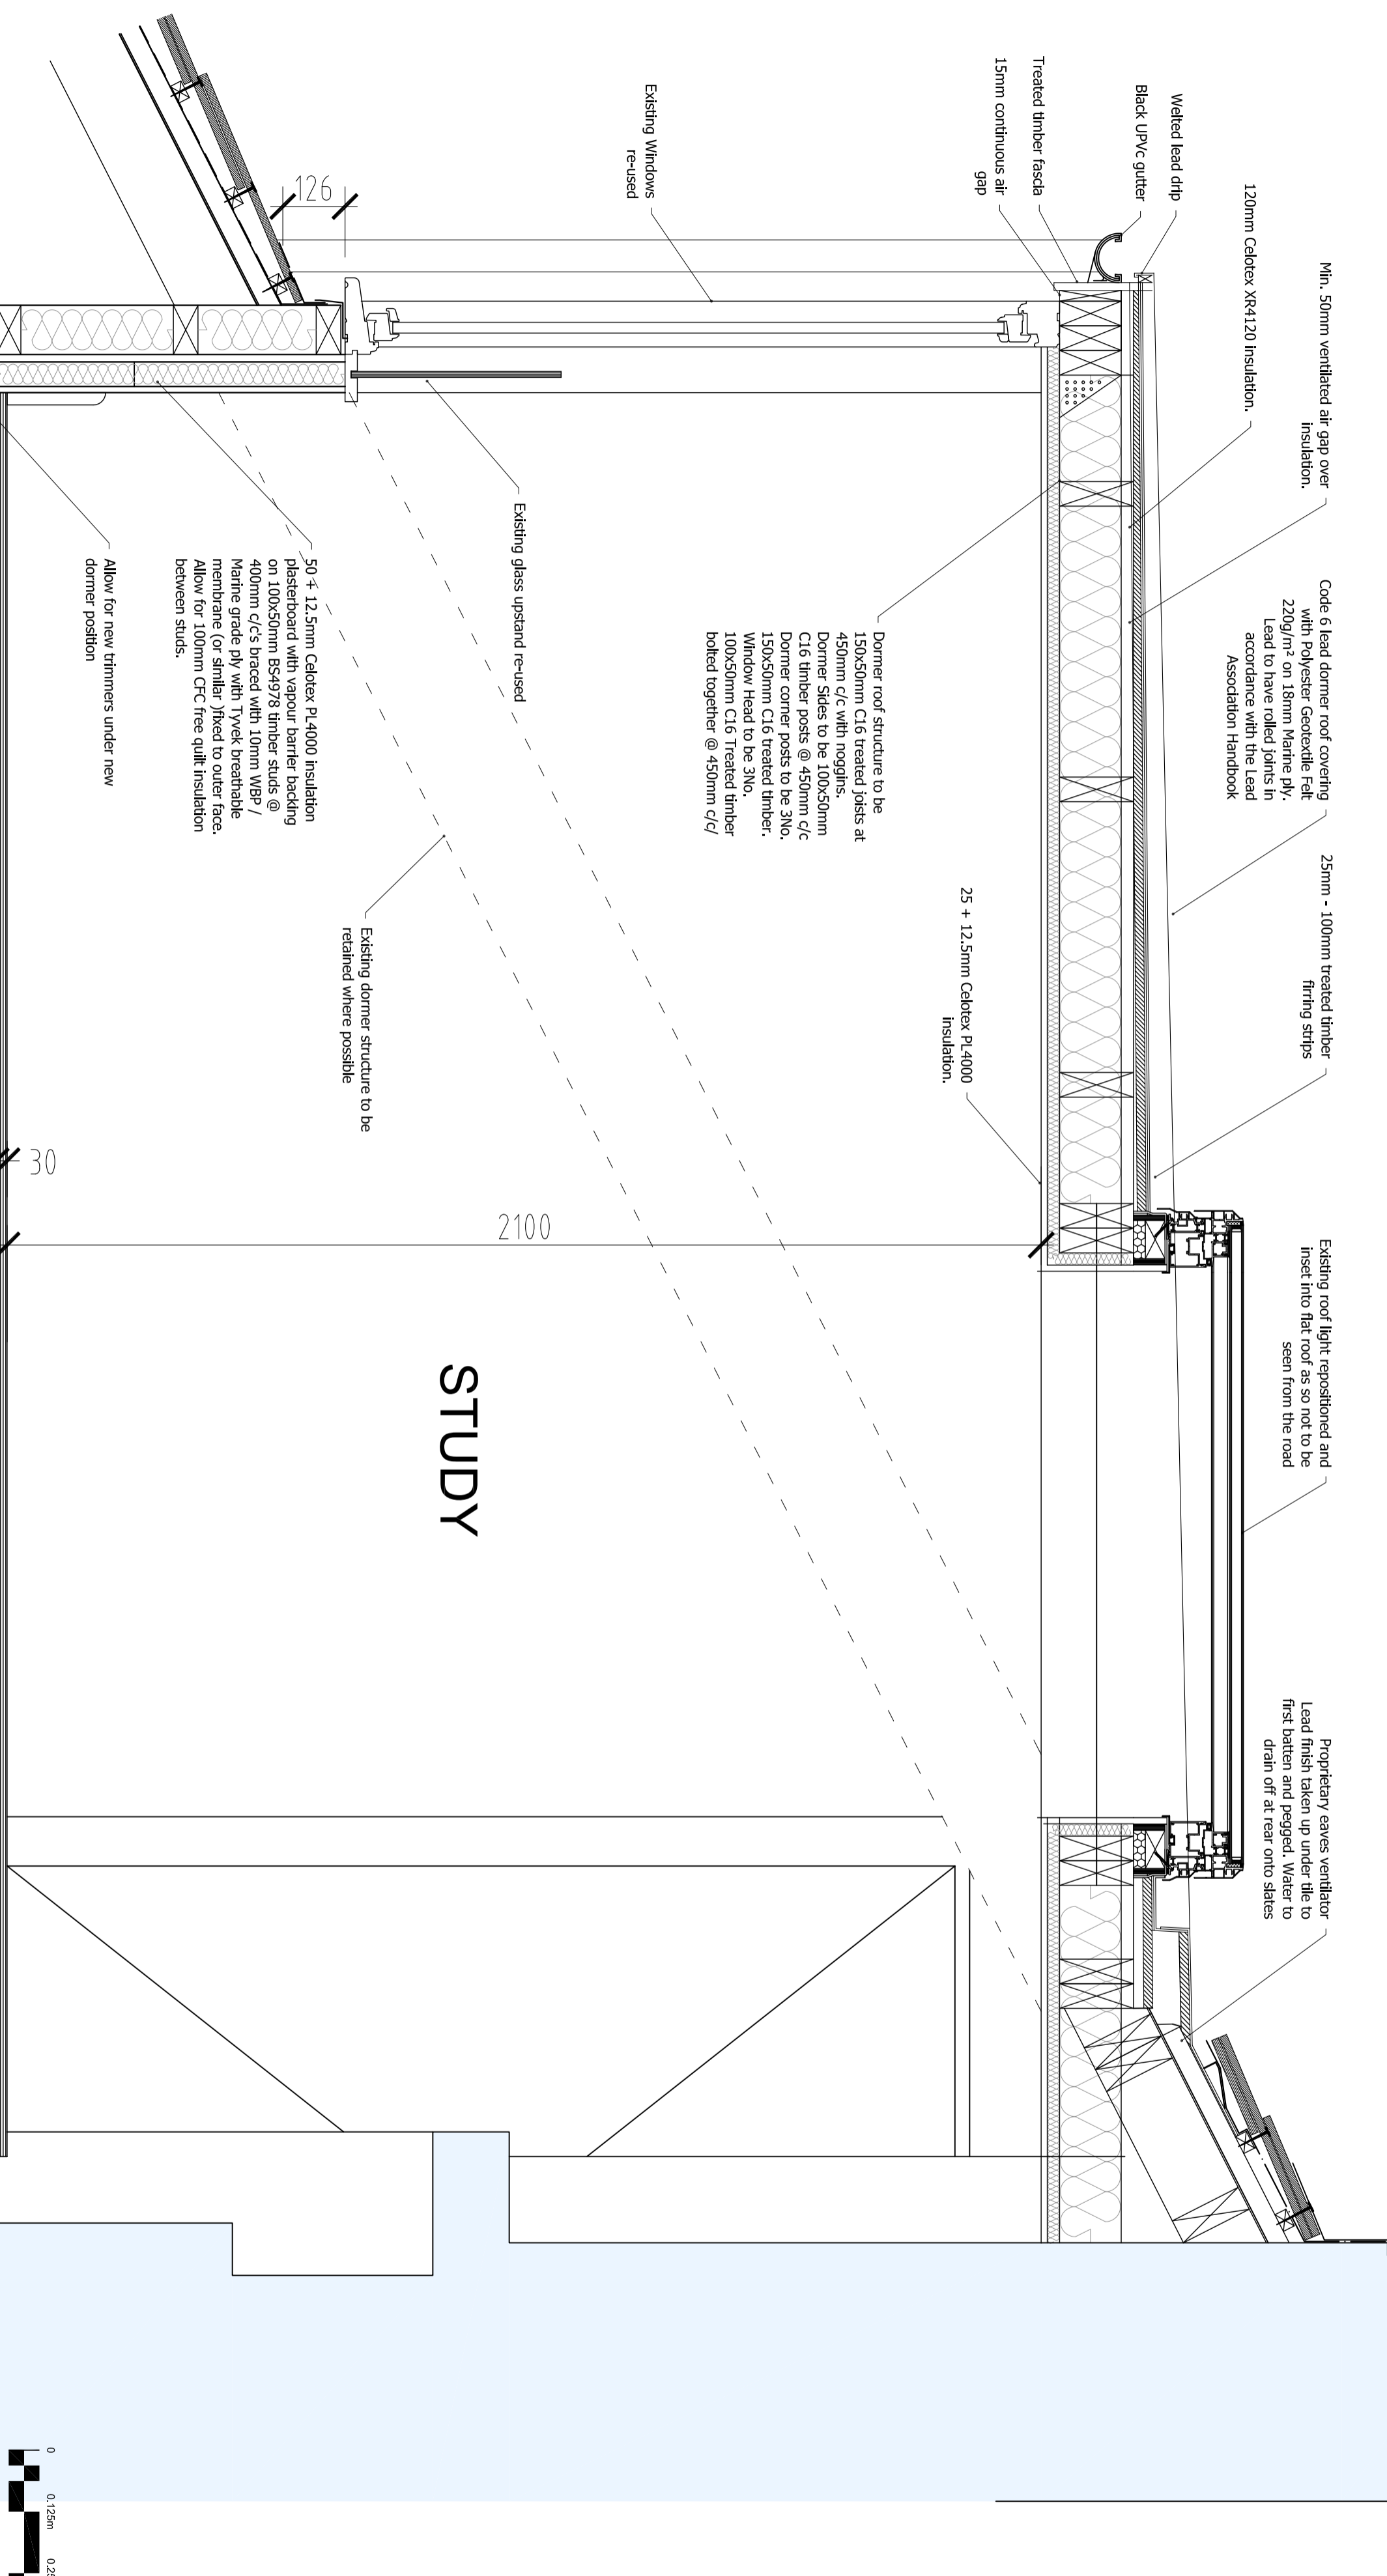 Welted lead drip
Black UPVc gutter
Treated timber fascia
15mm continuous air
gap
120mm Celotex XR4120 insulation.
Min. 50mm ventilated air gap over
insulation.
Code 6 lead dormer roof covering
with Polyester Geotextile Felt
220g/m² on 18mm Marine ply.
Lead to have rolled joints in
accordance with the Lead
Association Handbook
25mm - 100mm treated timber
firring strips
Existing roof light repositioned and
inset into flat roof as so not to be
seen from the road
Proprietary eaves ventilator
Lead finish taken up under tile to
first batten and pegged. Water to
drain off at rear onto slates
Existing Windows
re-used
Dormer roof structure to be
150x50mm C16 treated joists at
450mm c/c with noggins.
Dormer Sides to be 100x50mm
C16 timber posts @ 450mm c/c
Dormer corner posts to be 3No.
150x50mm C16 treated timber.
Window Head to be 3No.
100x50mm C16 Treated timber
bolted together @ 450mm c/c/
25 + 12.5mm Celotex PL4000
insulation.
Existing glass upstand re-used
126
2100
STUDY
50 + 12.5mm Celotex PL4000 insulation
plasterboard with vapour barrier backing
on 100x50mm BS4978 timber studs @
400mm c/c's braced with 10mm WBP /
Marine grade ply with Tyvek breathable
membrane (or similar )fixed to outer face.
Allow for 100mm CFC free quilt insulation
between studs.
Existing dormer structure to be
retained where possible
Allow for new trimmers under new
dormer position
30
0
0.125m